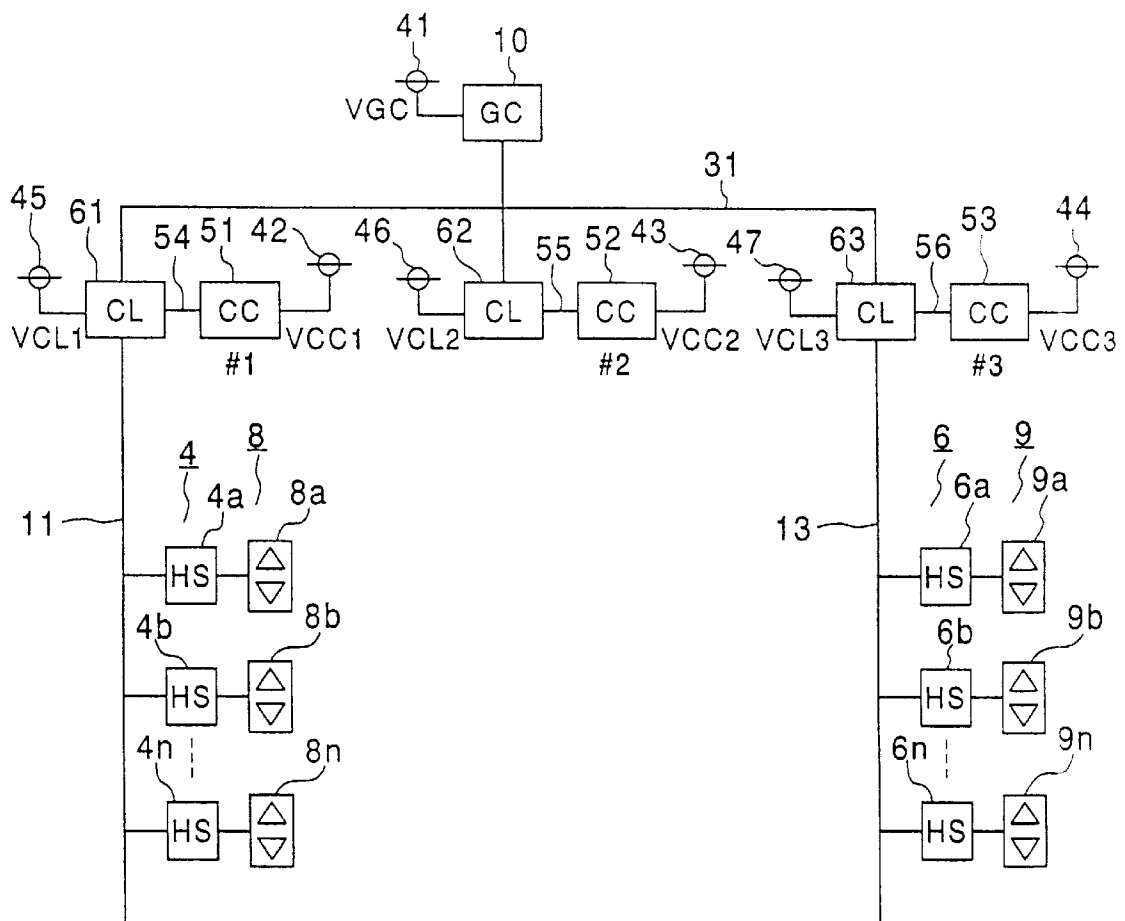 41 10
VGC GC
31
45 61 54 51 42 46 62 55 52 43 47 63 56 53 44
CL CC CL CC CL CC
VCL1 VCC1 VCL2 VCC2 VCL3 VCC3
#1 #2 #3
4 8 6 9
4a 8a 6a 9a
11 13
HS HS
4b 8b 6b 9b
HS HS
4n 8n 6n 9n
HS HS